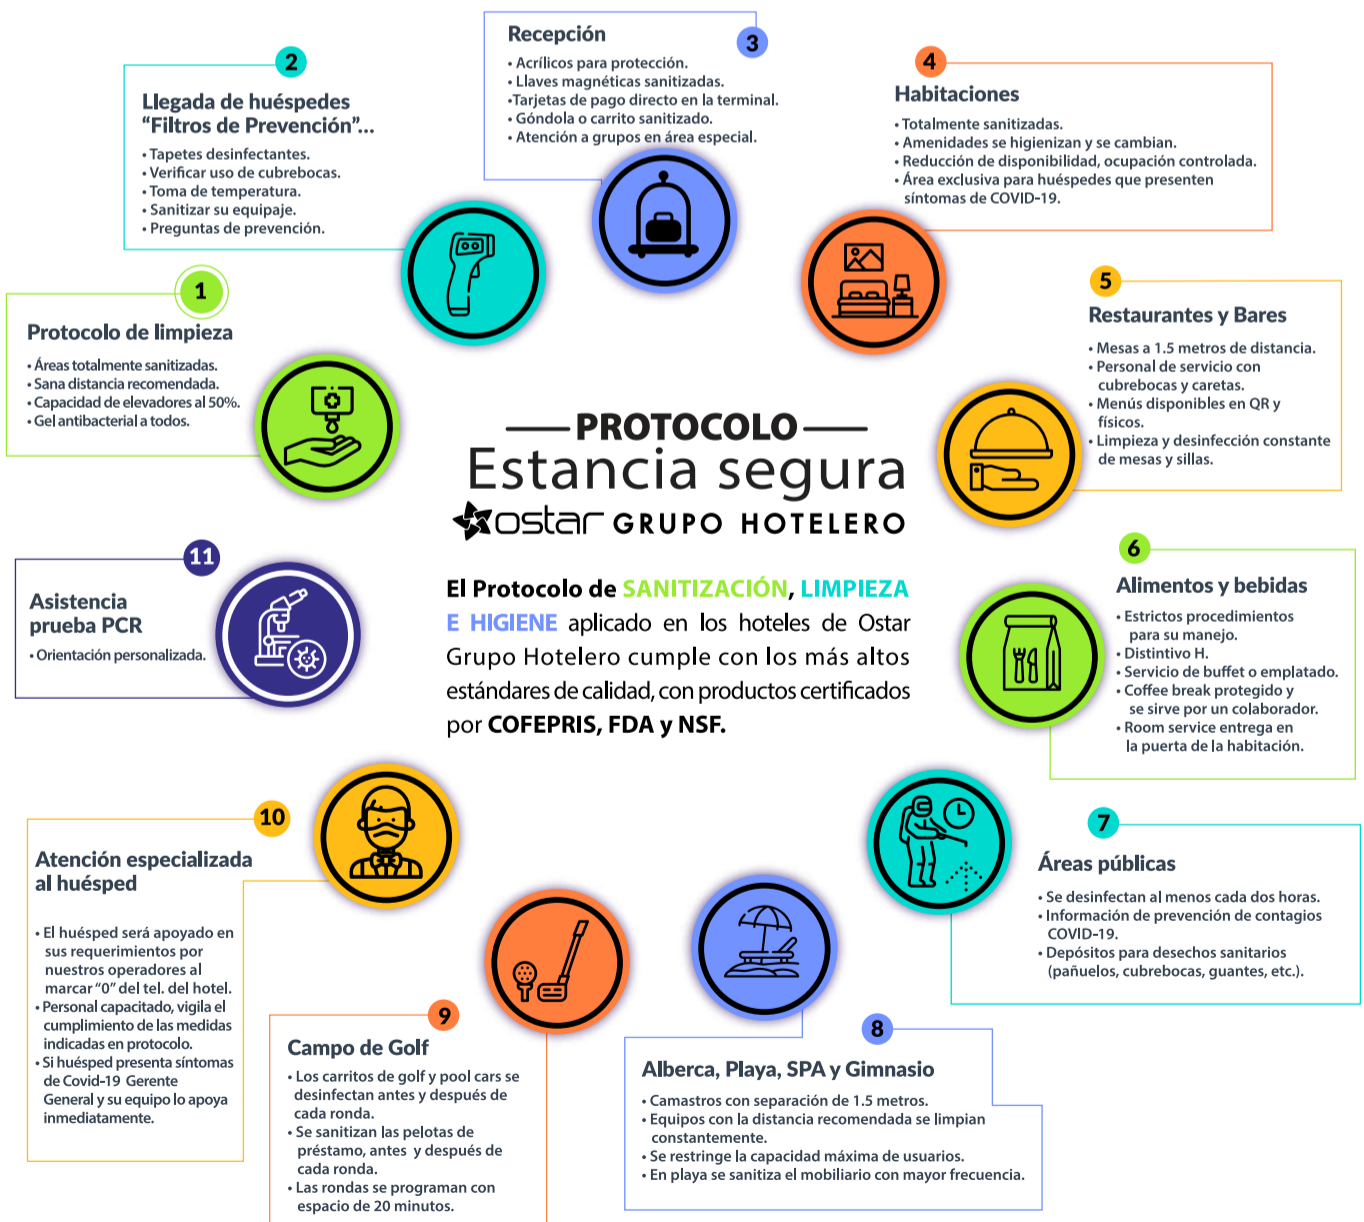 1
Protocolo de limpieza
• Áreas totalmente sanitizadas.
• Sana distancia recomendada.
• Capacidad de elevadores al 50%.
• Gel antibacterial a todos.
2
Llegada de huéspedes
“Filtros de Prevención”...
• Tapetes desinfectantes.
• Verificar uso de cubrebocas.
• Toma de temperatura.
• Sanitizar su equipaje.
• Preguntas de prevención.
3
Recepción
• Acrílicos para protección.
• Llaves magnéticas sanitizadas.
•Tarjetas de pago directo en la terminal.
• Góndola o carrito sanitizado.
• Atención a grupos en área especial.
4
Habitaciones
• Totalmente sanitizadas.
• Amenidades se higienizan y se cambian.
• Reducción de disponibilidad, ocupación controlada.
• Área exclusiva para huéspedes que presenten
síntomas de COVID-19.
5
Restaurantes y Bares
• Mesas a 1.5 metros de distancia.
• Personal de servicio con
cubrebocas y caretas.
• Menús disponibles en QR y
físicos.
• Limpieza y desinfección constante
de mesas y sillas.
PROTOCOLO
Estancia segura
ostar GRUPO HOTELERO
El Protocolo de SANITIZACIÓN, LIMPIEZA
E HIGIENE aplicado en los hoteles de Ostar
Grupo Hotelero cumple con los más altos
estándares de calidad, con productos certificados
por COFEPRIS, FDA y NSF.
6
Alimentos y bebidas
• Estrictos procedimientos
para su manejo.
• Distintivo H.
• Servicio de buffet o emplatado.
• Coffee break protegido y
se sirve por un colaborador.
• Room service entrega en
la puerta de la habitación.
7
Áreas públicas
• Se desinfectan al menos cada dos horas.
• Información de prevención de contagios
COVID-19.
• Depósitos para desechos sanitarios
(pañuelos, cubrebocas, guantes, etc.).
8
Alberca, Playa, SPA y Gimnasio
• Camastros con separación de 1.5 metros.
• Equipos con la distancia recomendada se limpian
constantemente.
• Se restringe la capacidad máxima de usuarios.
• En playa se sanitiza el mobiliario con mayor frecuencia.
9
Campo de Golf
• Los carritos de golf y pool cars se
desinfectan antes y después de
cada ronda.
• Se sanitizan las pelotas de
préstamo, antes y después de
cada ronda.
• Las rondas se programan con
espacio de 20 minutos.
10
Atención especializada
al huésped
• El huésped será apoyado en
sus requerimientos por
nuestros operadores al
marcar “0” del tel. del hotel.
• Personal capacitado, vigila el
cumplimiento de las medidas
indicadas en protocolo.
• Si huésped presenta síntomas
de Covid-19 Gerente
General y su equipo lo apoya
inmediatamente.
11
Asistencia
prueba PCR
• Orientación personalizada.